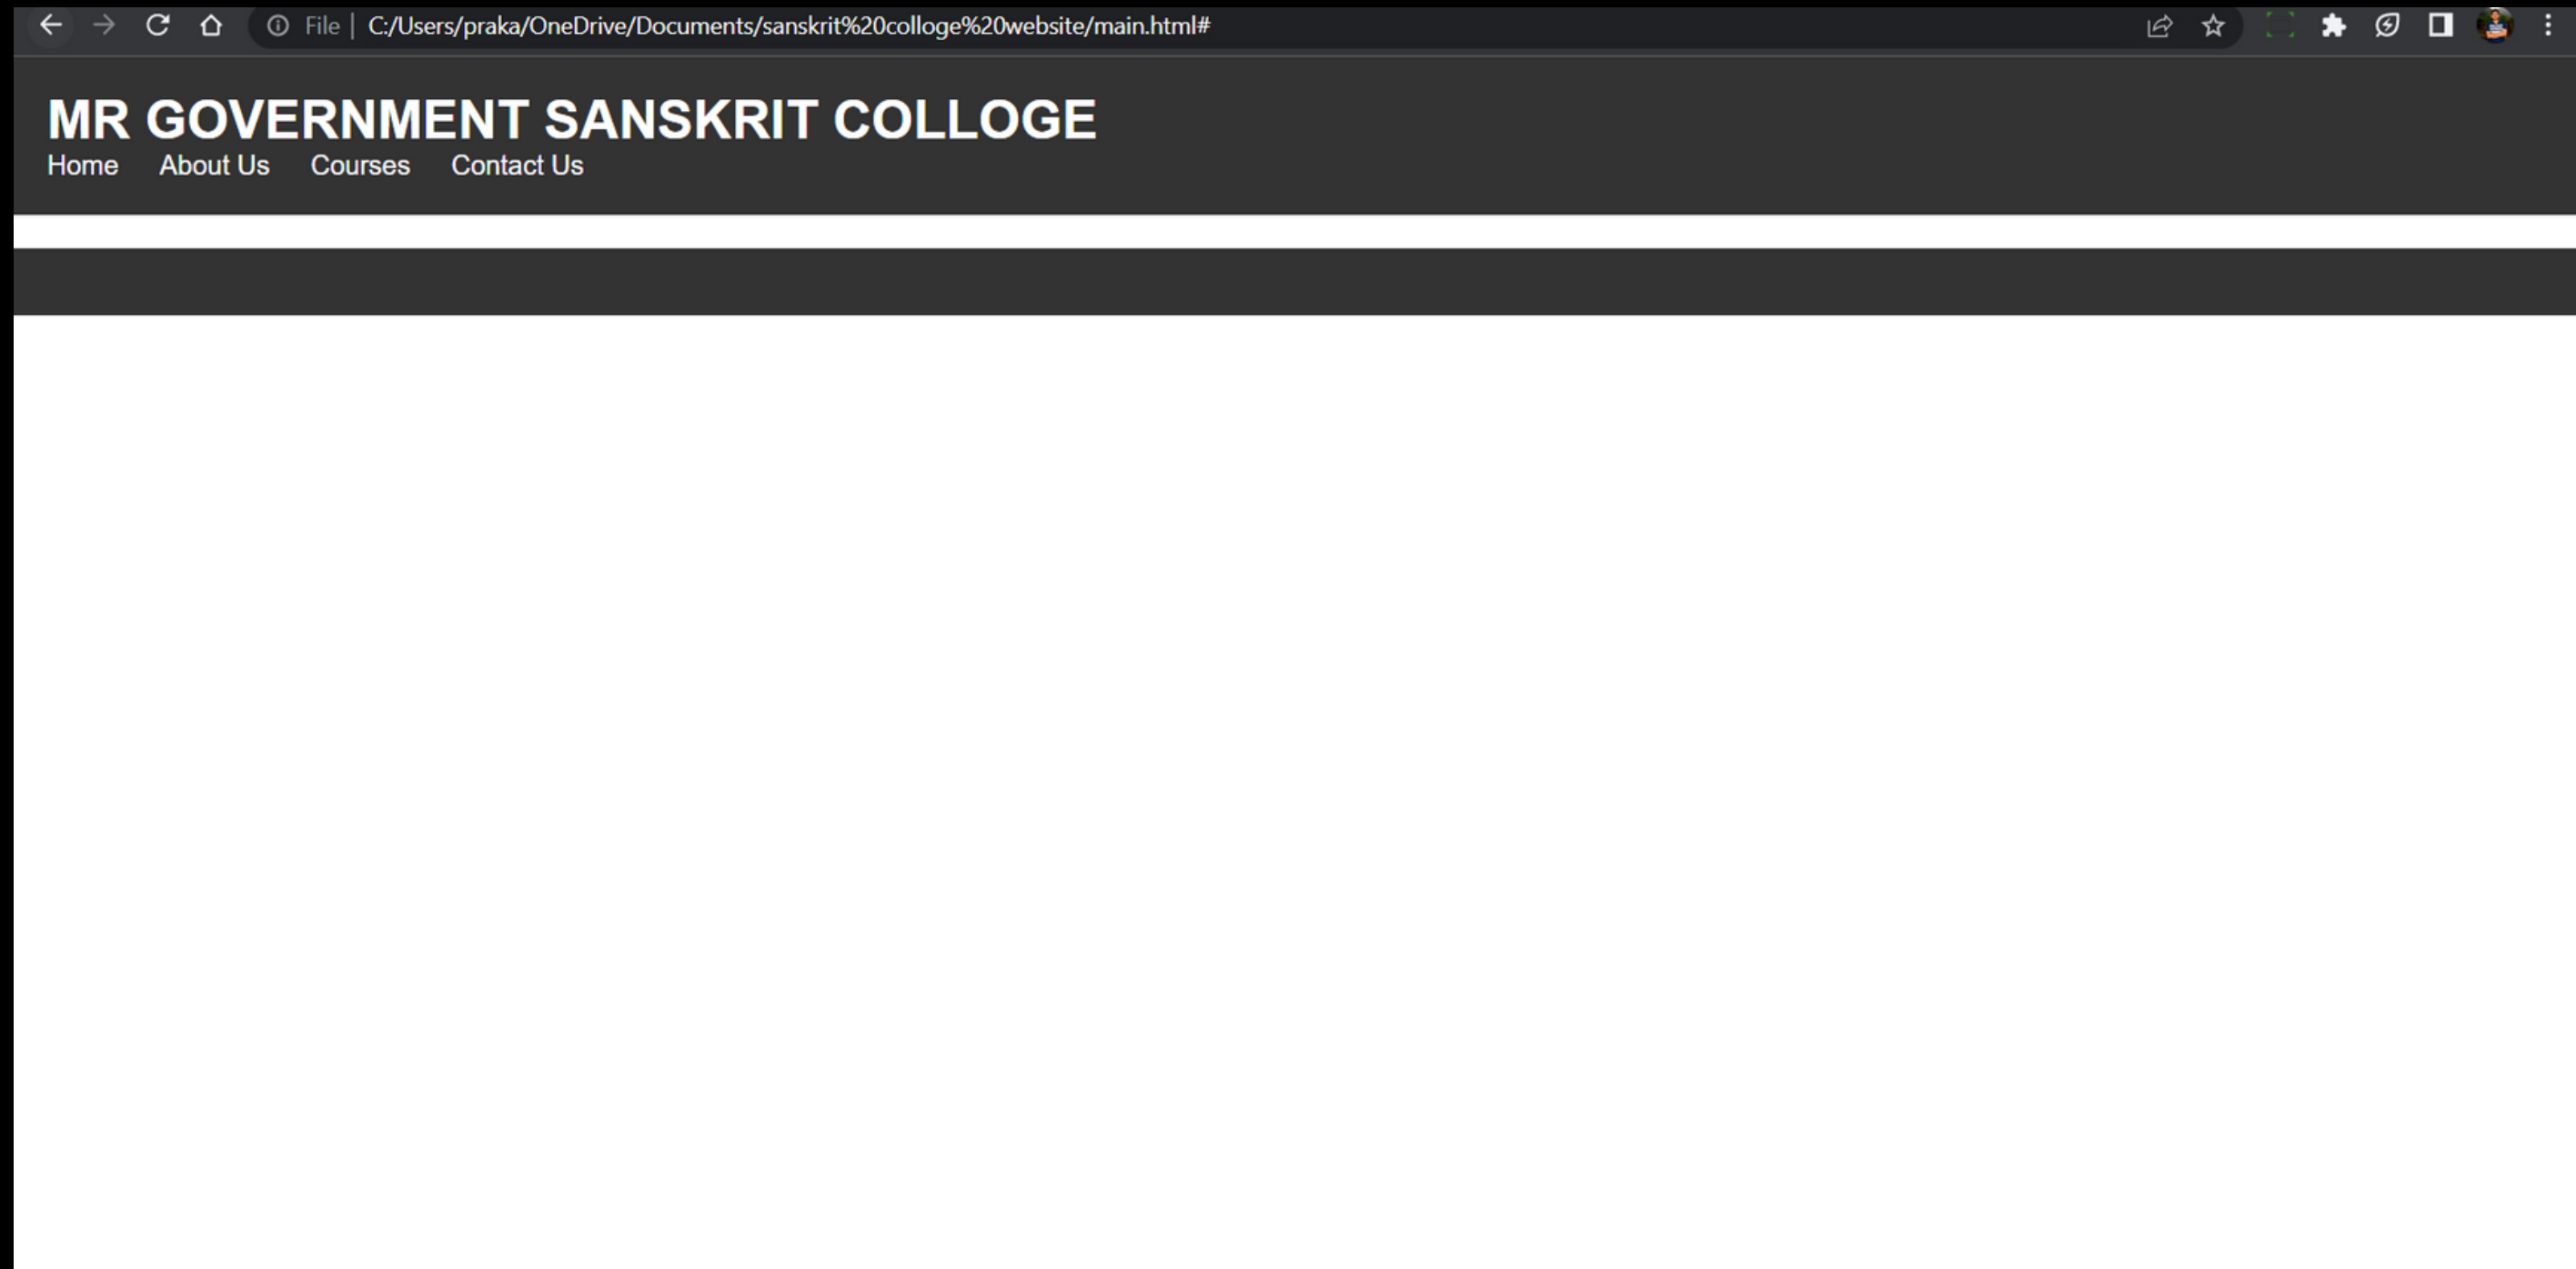 File | C:/Users/praka/OneDrive/Documents/sanskrit%20colloge%20website/main.html#
MR GOVERNMENT SANSKRIT COLLOGE
Home About Us Courses Contact Us